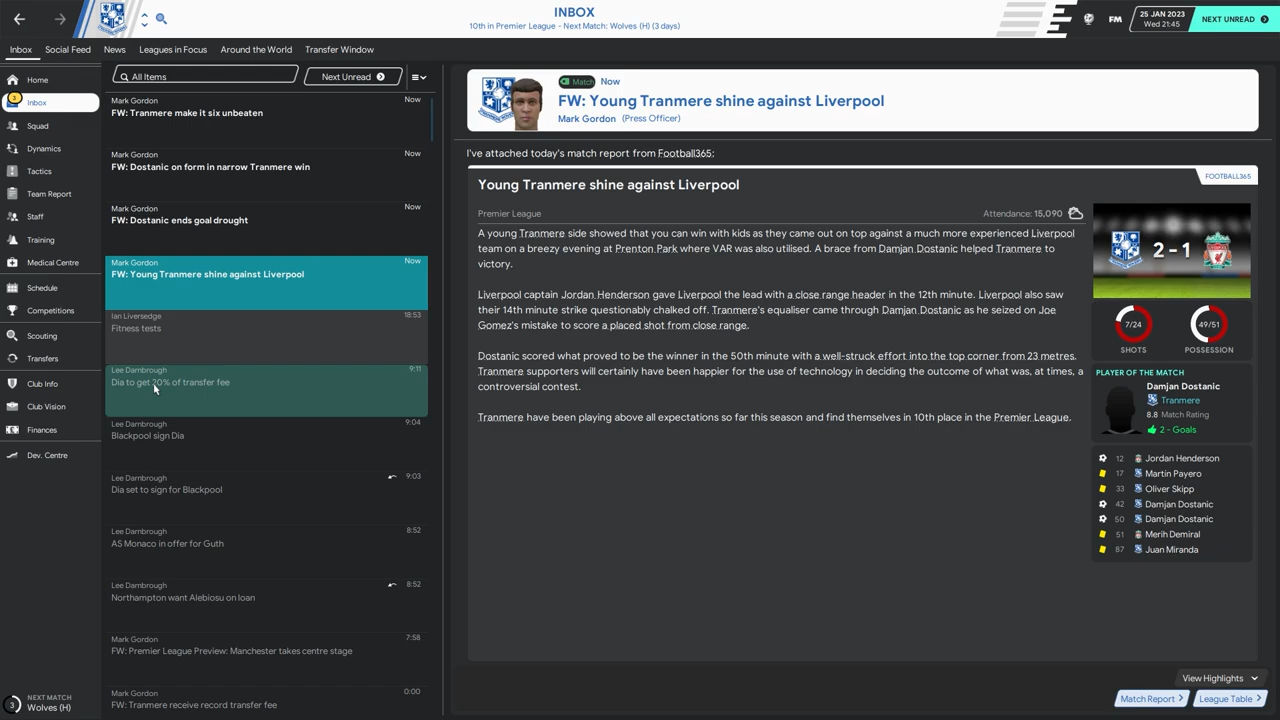 INBOX
10th in Premier League - Next Match: Wolves (H) (3 days)
FM
25 JAN 2023
Wed 21:45
NEXT UNREAD
Inbox Social Feed News Leagues in Focus Around the World Transfer Window
Home
3
Inbox
Squad
Dynamics
Tactics
Team Report
Staff
Training
Medical Centre
Schedule
Competitions
Scouting
Transfers
Club Info
Club Vision
Finances
Dev. Centre
3
NEXT MATCH
Wolves (H)
All Items
Next Unread
Mark Gordon Now
FW: Tranmere make it six unbeaten
Mark Gordon Now
FW: Dostanic on form in narrow Tranmere win
Mark Gordon Now
FW: Dostanic ends goal drought
Mark Gordon Now
FW: Young Tranmere shine against Liverpool
Ian Liversedge 18:53
Fitness tests
Lee Darnbrough 9:11
Dia to get 20% of transfer fee
Lee Darnbrough 9:04
Blackpool sign Dia
Lee Darnbrough 9:03
Dia set to sign for Blackpool
Lee Darnbrough 8:52
AS Monaco in offer for Guth
Lee Darnbrough 8:52
Northampton want Alebiosu on loan
Mark Gordon 7:58
FW: Premier League Preview: Manchester takes centre stage
Mark Gordon 0:00
FW: Tranmere receive record transfer fee
Match Now
FW: Young Tranmere shine against Liverpool
Mark Gordon (Press Officer)
I've attached today's match report from Football365:
Young Tranmere shine against Liverpool
FOOTBALL365
Premier League Attendance: 15,090
A young Tranmere side showed that you can win with kids as they came out on top against a much more experienced Liverpool
team on a breezy evening at Prenton Park where VAR was also utilised. A brace from Damjan Dostanic helped Tranmere to
victory.
Liverpool captain Jordan Henderson gave Liverpool the lead with a close range header in the 12th minute. Liverpool also saw
their 14th minute strike questionably chalked off. Tranmere's equaliser came through Damjan Dostanic as he seized on Joe
Gomez's mistake to score a placed shot from close range.
Dostanic scored what proved to be the winner in the 50th minute with a well-struck effort into the top corner from 23 metres.
Tranmere supporters will certainly have been happier for the use of technology in deciding the outcome of what was, at times, a
controversial contest.
Tranmere have been playing above all expectations so far this season and find themselves in 10th place in the Premier League.
2 - 1
7/24 49/51
SHOTS POSSESSION
PLAYER OF THE MATCH
Damjan Dostanic
Tranmere
8.8 Match Rating
2 - Goals
12 Jordan Henderson
17 Martín Payero
33 Oliver Skipp
42 Damjan Dostanic
50 Damjan Dostanic
51 Merih Demiral
87 Juan Miranda
View Highlights
Match Report League Table